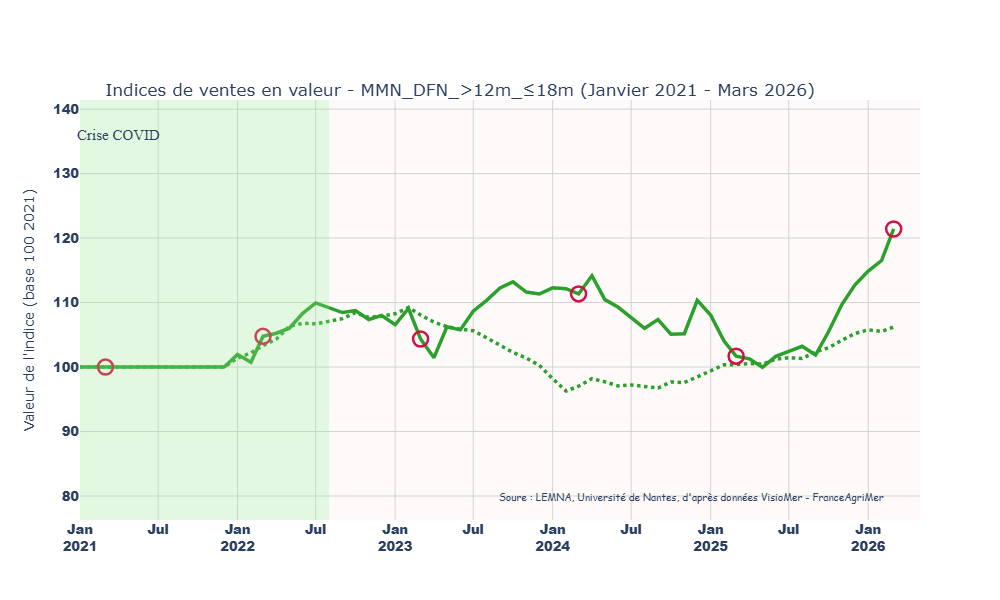 Indices de ventes en valeur - MMN_DFN_>12m_≤18m (Janvier 2021 - Mars 2026)
Valeur de l'indice (base 100 2021)
140
130
120
110
100
90
80
Crise COVID
Soure : LEMNA, Université de Nantes, d'après données VisioMer - FranceAgriMer
Jan Jul Jan Jul Jan Jul Jan Jul Jan Jul Jan
2021 2022 2023 2024 2025 2026